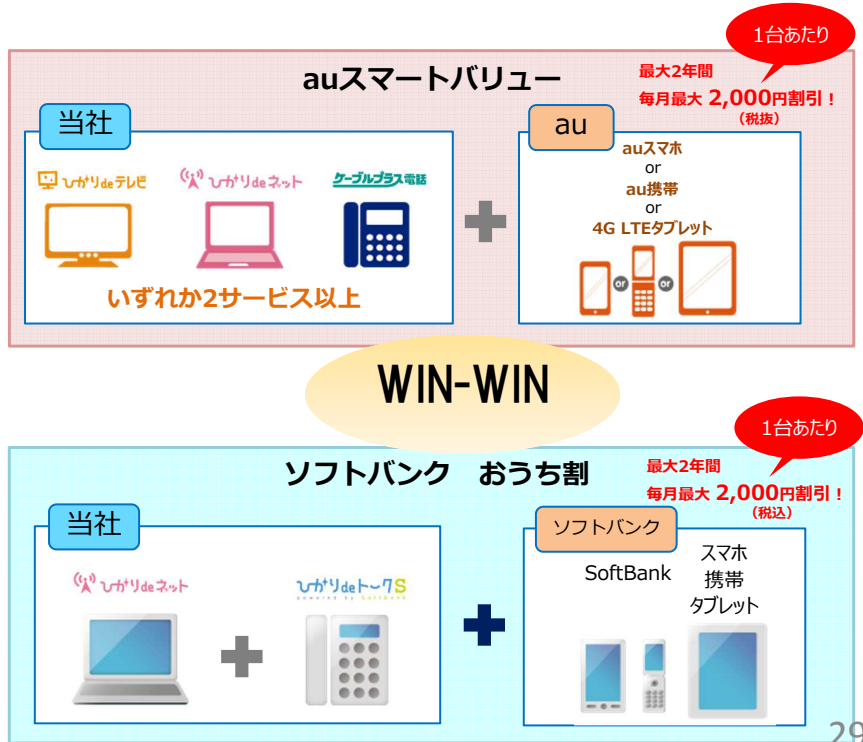 1台あたり
auスマートバリュー
最大2年間
毎月最大 2,000円割引！
（税抜）
当社
ひかりdeテレビ
ひかりdeネット
ケーブルプラス電話
いずれか2サービス以上
au
auスマホ
or
au携帯
or
4G LTEタブレット
or
or
WIN-WIN
1台あたり
ソフトバンク　おうち割
最大2年間
毎月最大 2,000円割引！
（税込）
当社
ひかりdeネット
ひかりdeトークS
powered by SoftBank
ソフトバンク
SoftBank
スマホ
携帯
タブレット
29